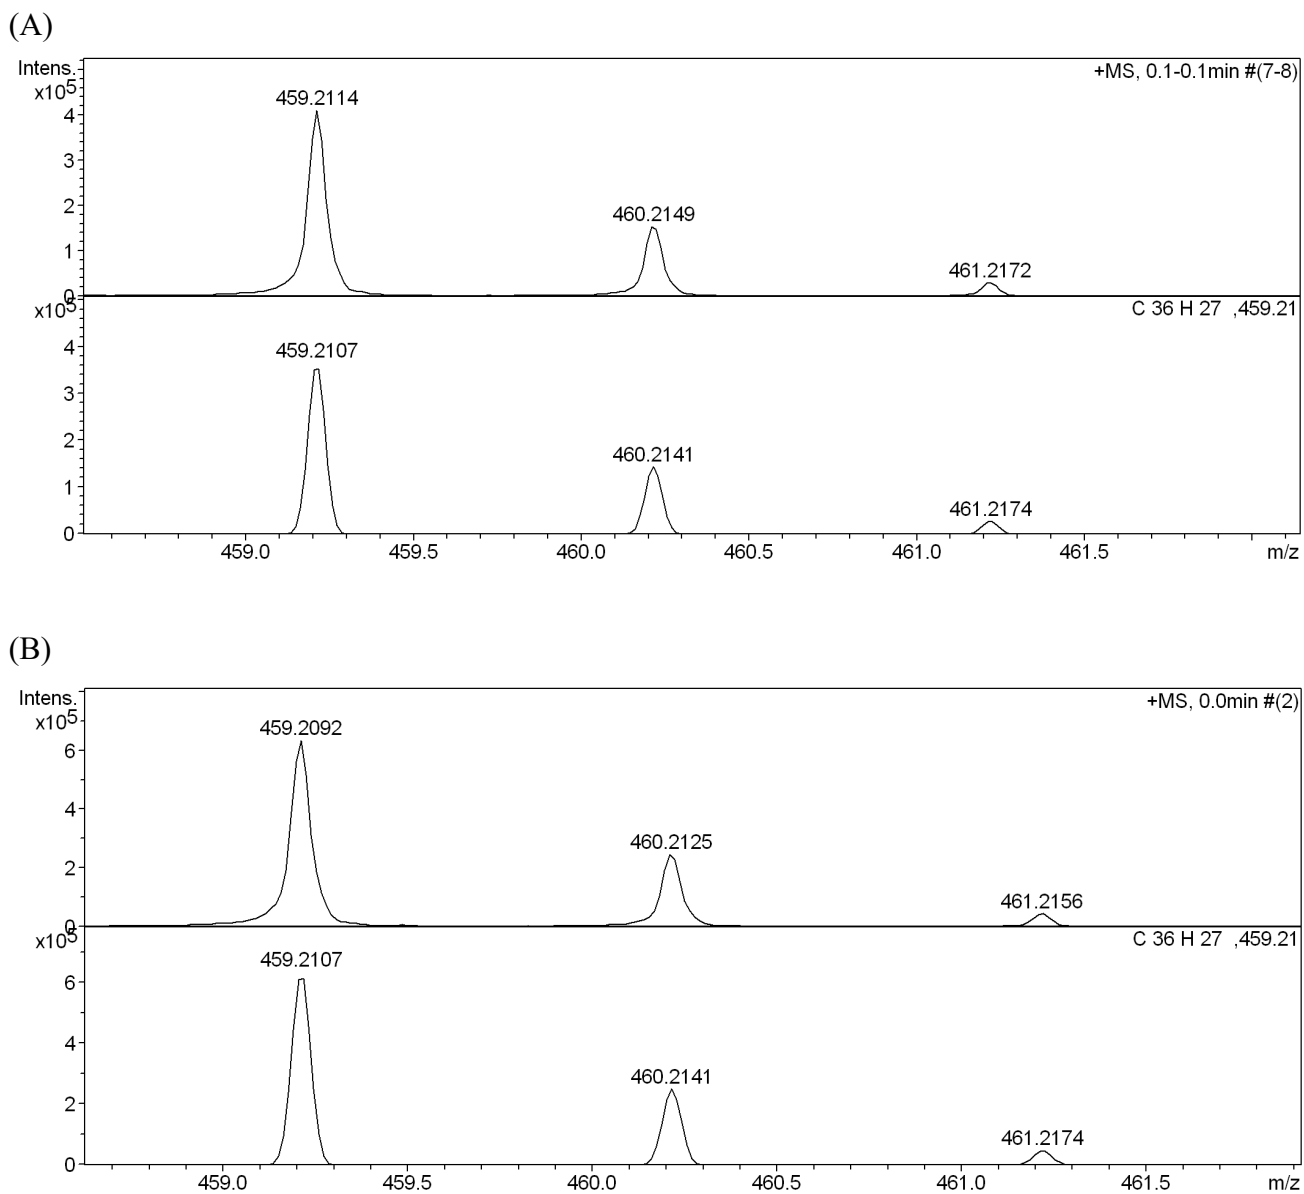 (A)
Intens.
+MS, 0.1-0.1min #(7-8)
x10^5
459.2114
4
3
460.2149
2
461.2172
1
0
x10^5
C 36 H 27 ,459.21
459.2107
4
3
460.2141
2
461.2174
1
0
459.0 459.5 460.0 460.5 461.0 461.5 m/z
(B)
Intens.
+MS, 0.0min #(2)
x10^5
459.2092
6
460.2125
4
461.2156
2
0
x10^5
C 36 H 27 ,459.21
459.2107
6
460.2141
4
461.2174
2
0
459.0 459.5 460.0 460.5 461.0 461.5 m/z